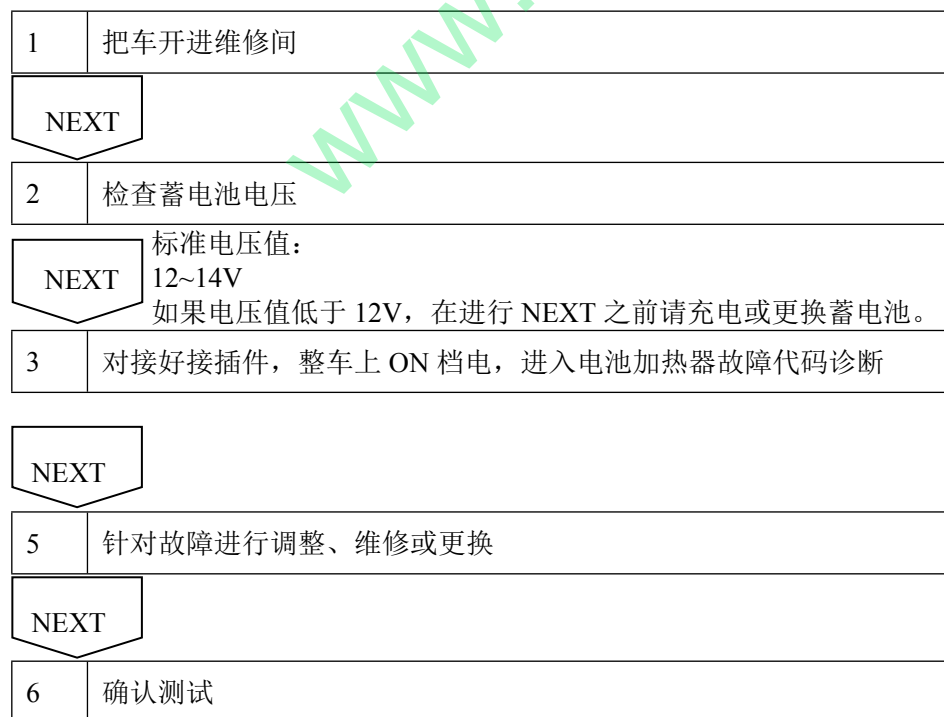 www.
1 把车开进维修间
NEXT
2 检查蓄电池电压
标准电压值：
NEXT 12~14V
如果电压值低于 12V，在进行 NEXT 之前请充电或更换蓄电池。
3 对接好接插件，整车上 ON 档电，进入电池加热器故障代码诊断
NEXT
5 针对故障进行调整、维修或更换
NEXT
6 确认测试